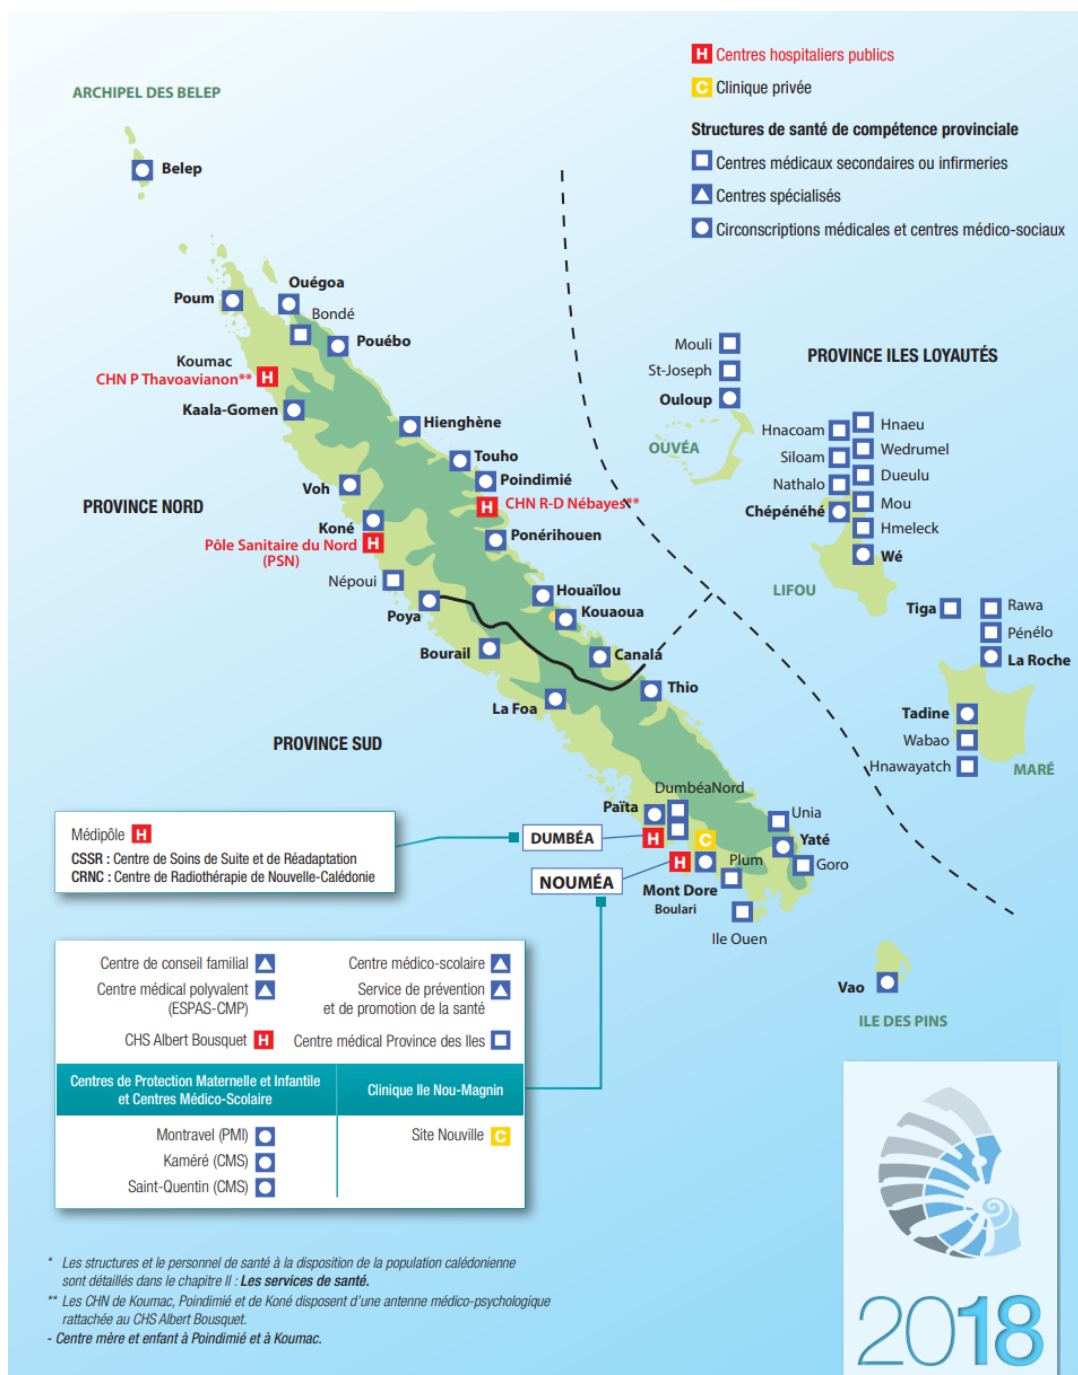 H Centres hospitaliers publics
C Clinique privée
Structures de santé de compétence provinciale
Centres médicaux secondaires ou infirmeries
Centres spécialisés
Circonscriptions médicales et centres médico-sociaux
ARCHIPEL DES BELEP
Belep
Ouégoa
Poum
Bondé
Pouébo
Koumac
CHN P Thavoavianon** H
Kaala-Gomen
Hienghène
Touho
Voh
Poindimié
H CHN R-D Nébayes**
PROVINCE NORD
Koné
Pôle Sanitaire du Nord H
(PSN)
Ponérihouen
Népoui
Houaïlou
Poya
Kouaoua
Bourail
Canala
La Foa
Thio
PROVINCE SUD
PROVINCE ILES LOYAUTÉS
Mouli
St-Joseph
Ouloup
OUVÉA
Hnacoam
Hnaeu
Siloam
Wedrumel
Nathalo
Dueulu
Chépénéhé
Mou
Hmeleck
Wé
LIFOU
Tiga
Rawa
Pénélo
La Roche
Tadine
Wabao
Hnawayatch
MARÉ
DumbéaNord
Païta
Unia
H
C
Yaté
DUMBÉA
H
Plum
Goro
NOUMÉA
Mont Dore
Boulari
Ile Ouen
Vao
ILE DES PINS
Médipôle H
CSSR : Centre de Soins de Suite et de Réadaptation
CRNC : Centre de Radiothérapie de Nouvelle-Calédonie
Centre de conseil familial
Centre médico-scolaire
Centre médical polyvalent
(ESPAS-CMP)
Service de prévention
et de promotion de la santé
CHS Albert Bousquet H
Centre médical Province des Iles
Centres de Protection Maternelle et Infantile
et Centres Médico-Scolaire
Clinique Ile Nou-Magnin
Montravel (PMI)
Kaméré (CMS)
Saint-Quentin (CMS)
Site Nouville C
* Les structures et le personnel de santé à la disposition de la population calédonienne
sont détaillés dans le chapitre II : Les services de santé.
** Les CHN de Koumac, Poindimié et de Koné disposent d'une antenne médico-psychologique
rattachée au CHS Albert Bousquet.
- Centre mère et enfant à Poindimié et à Koumac.
2018